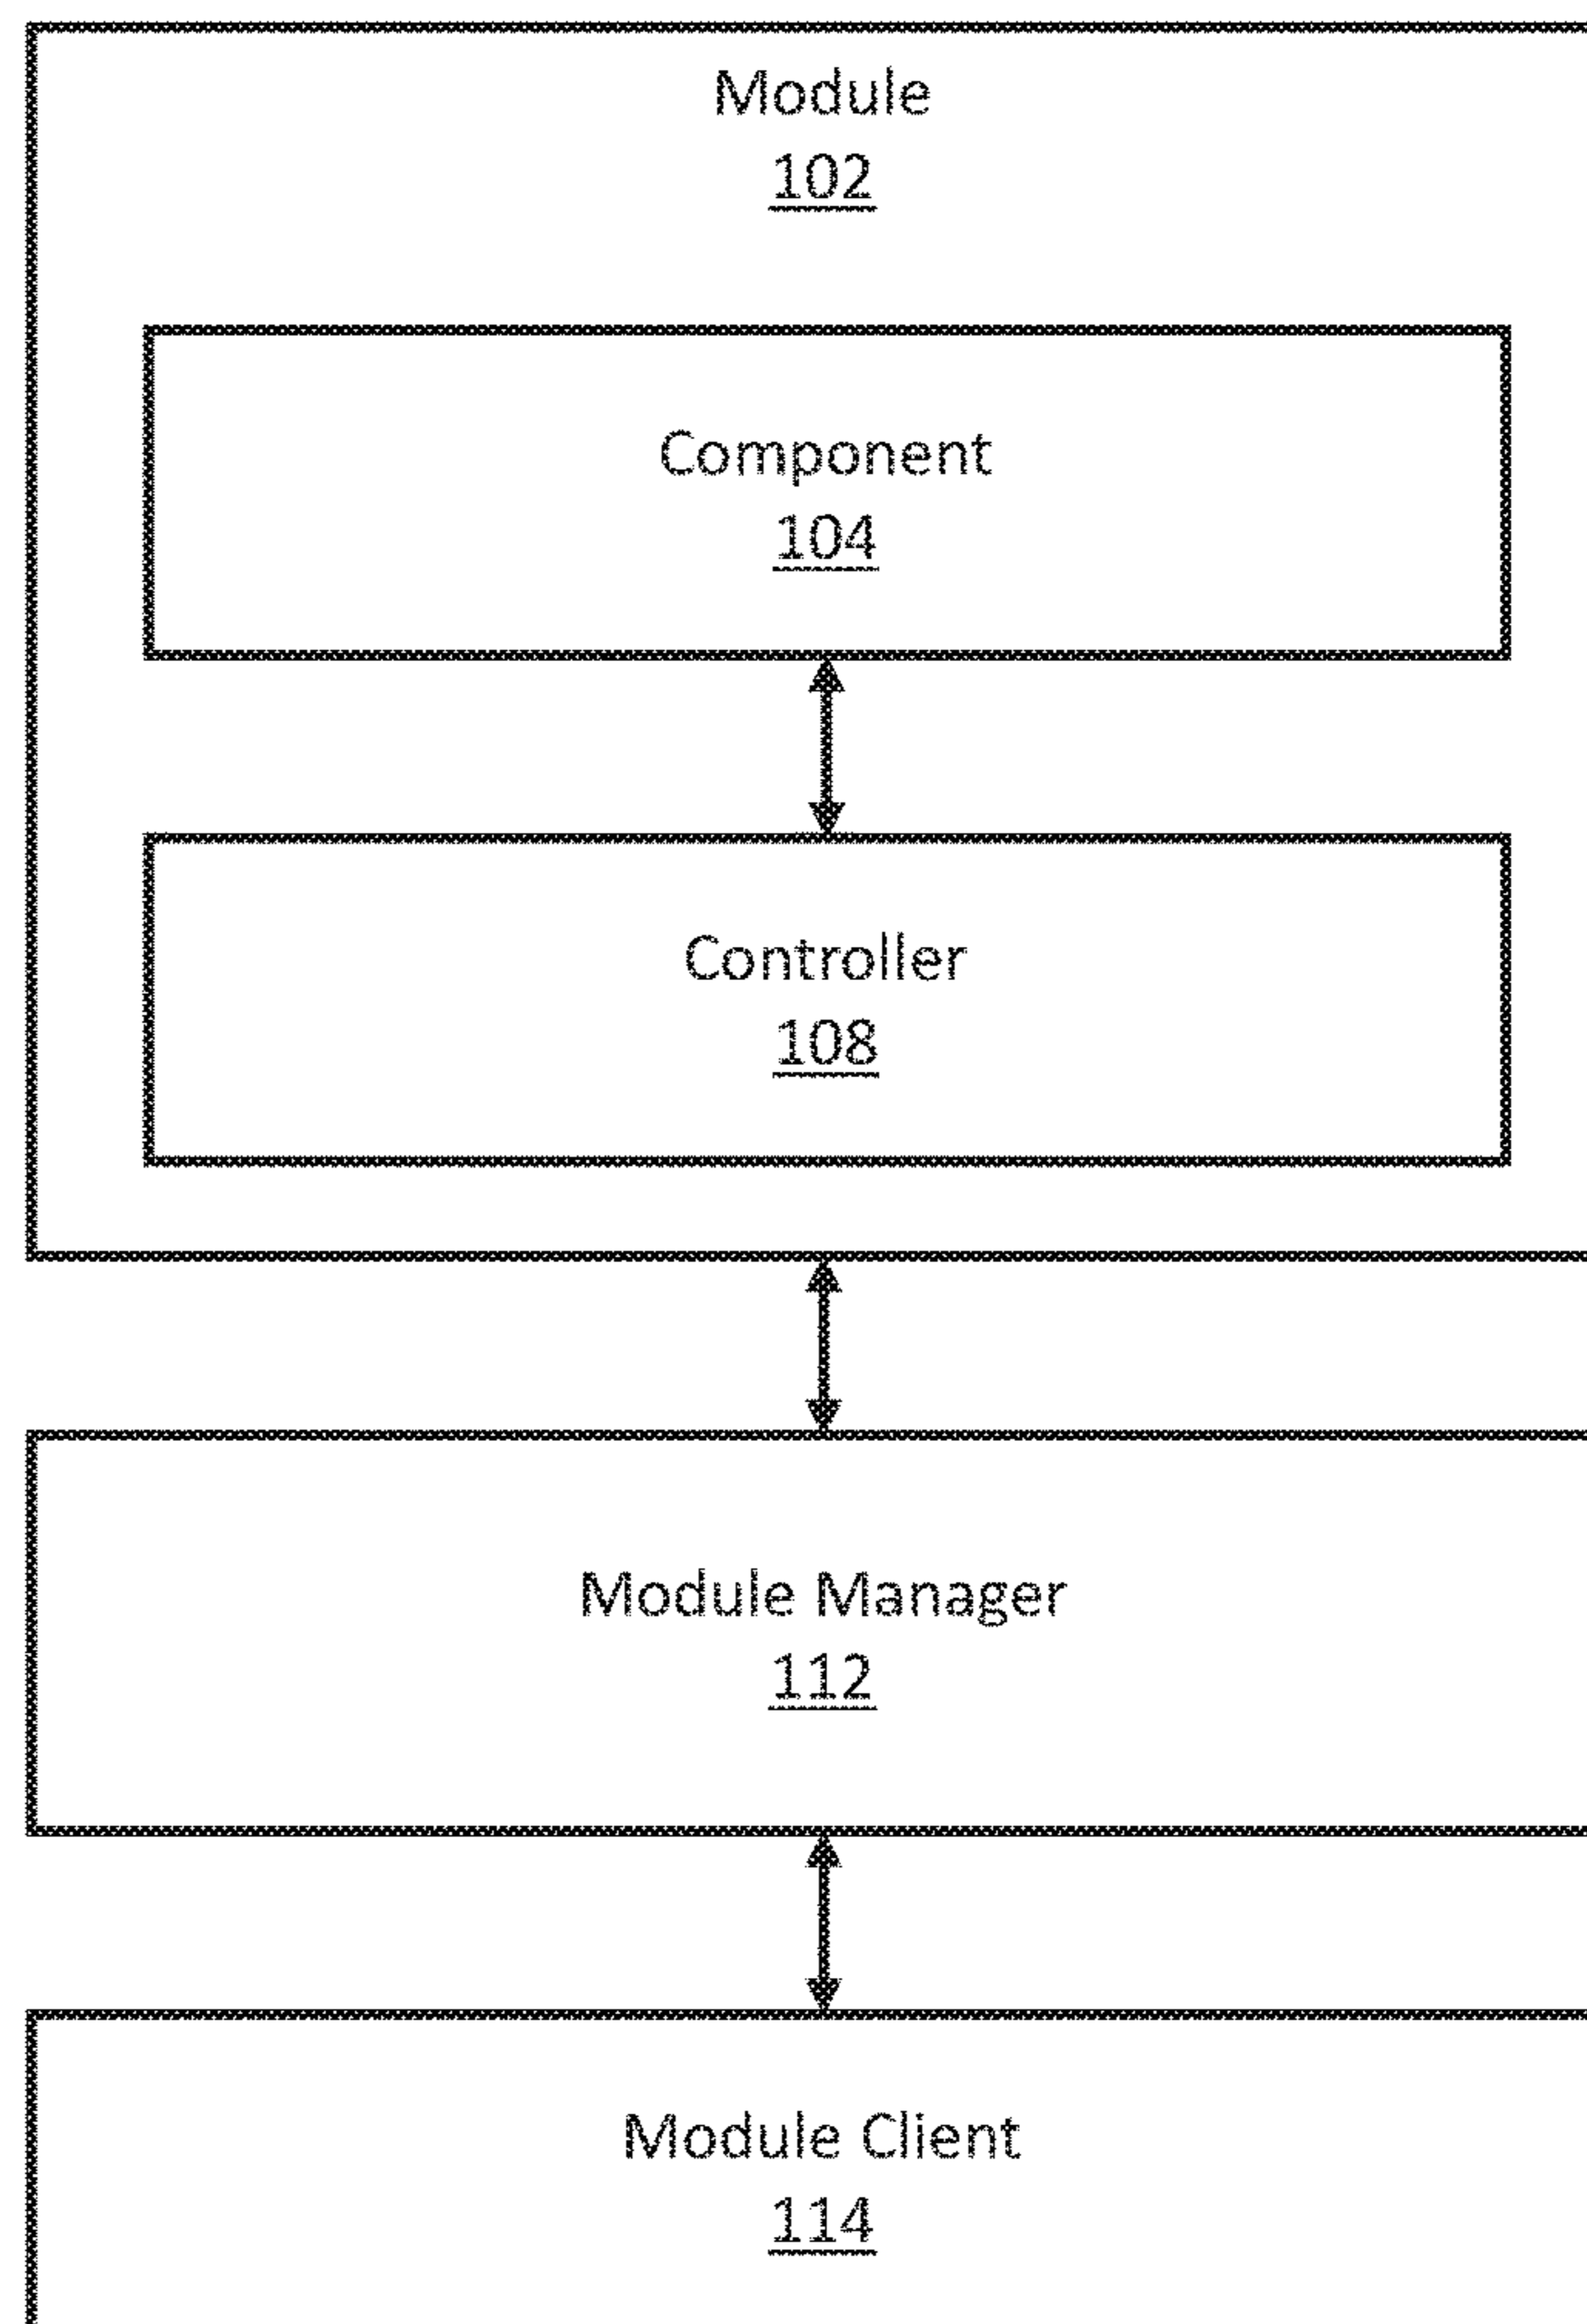 Module
102
Component
104
Controller
108
Module Manager
112
Module Client
114